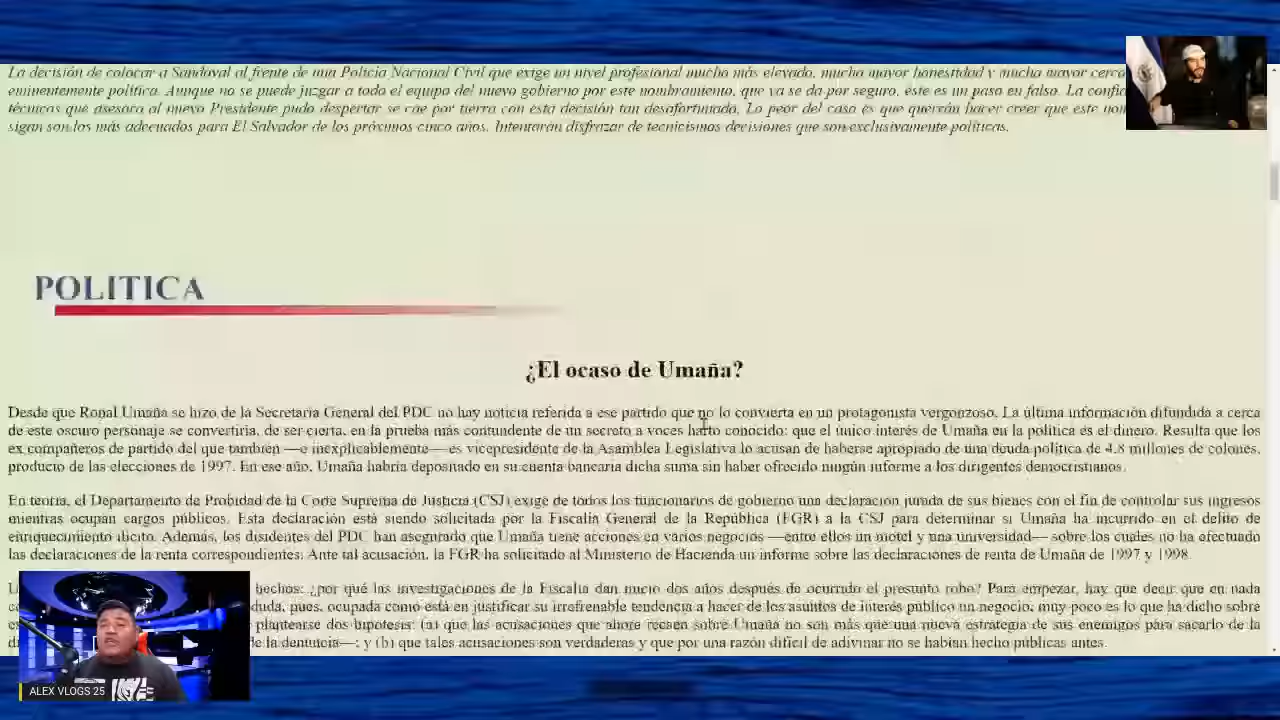 La decisión de colocar a Sandoval al frente de una Policía Nacional Civil que exige un nivel profesional mucho más elevado, mucha mayor honestidad y mucha mayor
eminentemente política. Aunque no se puede juzgar a todo el equipo del nuevo gobierno por este nombramiento, que ya se da por seguro, éste es un paso en falso. La
técnicos que asesora al nuevo Presidente pudo despertar se cae por tierra con esta decisión tan desafortunada. Lo peor del caso es que querrán hacer creer que este
sigan son los más adecuados para El Salvador de los próximos cinco años. Intentarán disfrazar de tecnicismos decisiones que son exclusivamente políticas.
POLITICA
¿El ocaso de Umaña?
Desde que Ronal Umaña se hizo de la Secretaría General del PDC no hay noticia referida a ese partido que no lo convierta en un protagonista vergonzoso. La última información difundida a cerca
de este oscuro personaje se convertiría, de ser cierta, en la prueba más contundente de un secreto a voces harto conocido: que el único interés de Umaña en la política es el dinero. Resulta que los
ex compañeros de partido del que también —e inexplicablemente— es vicepresidente de la Asamblea Legislativa lo acusan de haberse apropiado de una deuda política de 4.8 millones de colones,
producto de las elecciones de 1997. En ese año, Umaña habría depositado en su cuenta bancaria dicha suma sin haber ofrecido ningún informe a los dirigentes democristianos.
En teoría, el Departamento de Probidad de la Corte Suprema de Justicia (CSJ) exige de todos los funcionarios de gobierno una declaración jurada de sus bienes con el fin de controlar sus ingresos
mientras ocupan cargos públicos. Esta declaración está siendo solicitada por la Fiscalía General de la República (FGR) a la CSJ para determinar si Umaña ha incurrido en el delito de
enriquecimiento ilícito. Además, los disidentes del PDC han asegurado que Umaña tiene acciones en varios negocios —entre ellos un motel y una universidad— sobre los cuales no ha efectuado
las declaraciones de la renta correspondientes. Ante tal acusación, la FGR ha solicitado al Ministerio de Hacienda un informe sobre las declaraciones de renta de Umaña de 1997 y 1998.
hechos: ¿por qué las investigaciones de la Fiscalía dan inicio dos años después de ocurrido el presunto robo? Para empezar, hay que decir que en nada
duda, pues, ocupada como está en justificar su irrefrenable tendencia a hacer de los asuntos de interés público un negocio, muy poco es lo que ha dicho sobre
plantearse dos hipótesis: (a) que las acusaciones que ahora recaen sobre Umaña no son más que una nueva estrategia de sus enemigos para sacarlo de la
de la denuncia—; y (b) que tales acusaciones son verdaderas y que por una razón difícil de adivinar no se habían hecho públicas antes.
ALEX VLOGS 25